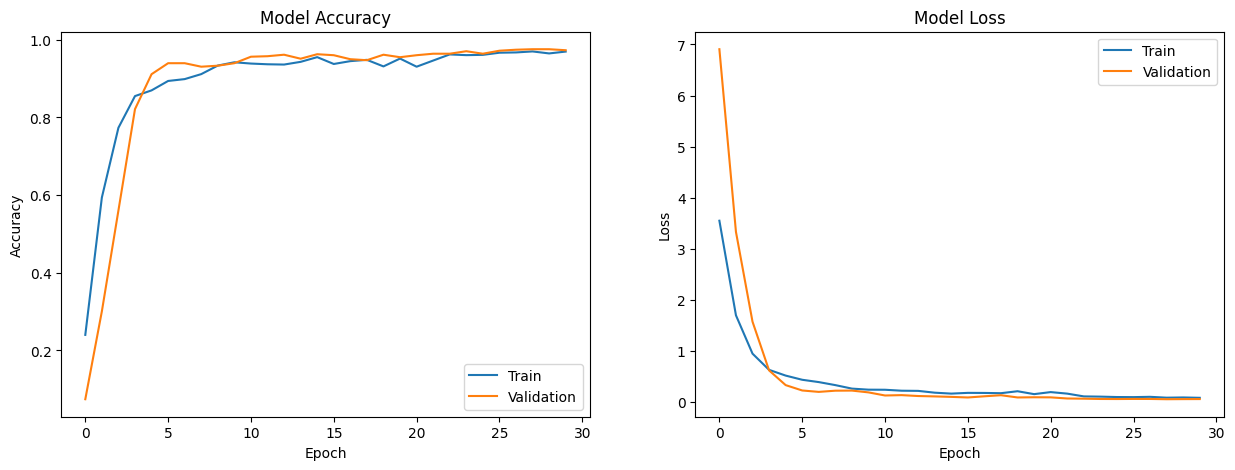 Model Accuracy
Accuracy
1.0
0.8
0.6
0.4
0.2
0 5 10 15 20 25 30
Epoch
Train
Validation
Model Loss
Loss
7
6
5
4
3
2
1
0
0 5 10 15 20 25 30
Epoch
Train
Validation